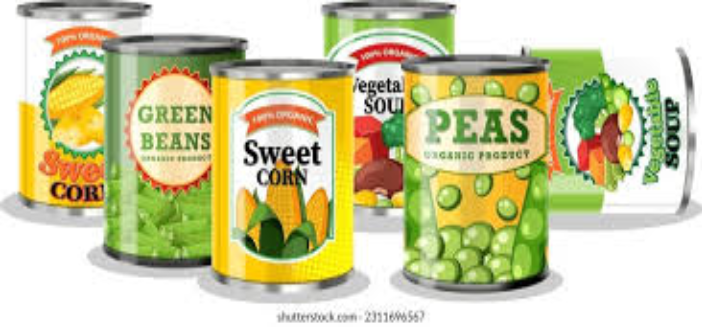 100% ORGANIC
Sweet
CORN
GREEN
BEANS
ORGANIC PRODUCT
100% ORGANIC
Sweet
CORN
100% ORGANIC
Vegetable
SOUP
PEAS
ORGANIC PRODUCT
Vegetable
SOUP
shutterstock.com · 2311696567